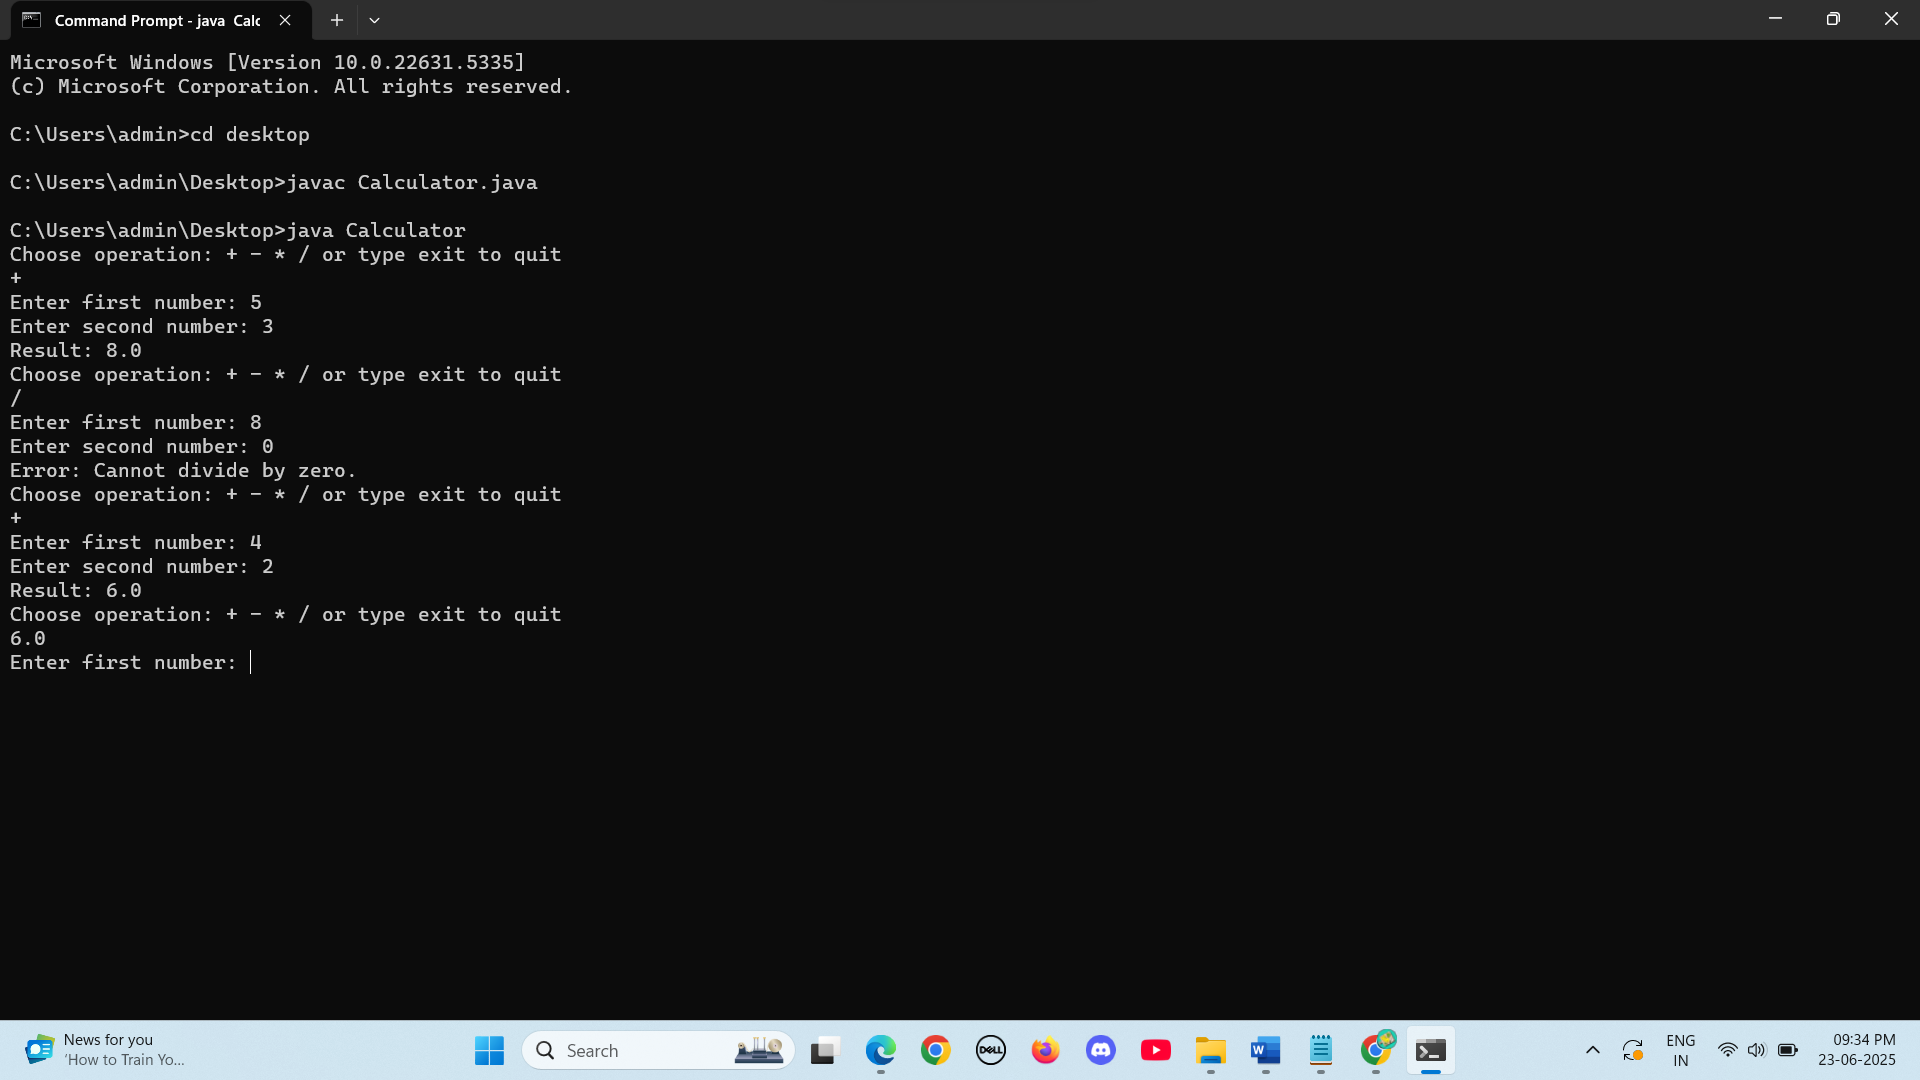 Command Prompt - java Calc
Microsoft Windows [Version 10.0.22631.5335]
(c) Microsoft Corporation. All rights reserved.
C:\Users\admin>cd desktop
C:\Users\admin\Desktop>javac Calculator.java
C:\Users\admin\Desktop>java Calculator
Choose operation: + - * / or type exit to quit
+
Enter first number: 5
Enter second number: 3
Result: 8.0
Choose operation: + - * / or type exit to quit
/
Enter first number: 8
Enter second number: 0
Error: Cannot divide by zero.
Choose operation: + - * / or type exit to quit
+
Enter first number: 4
Enter second number: 2
Result: 6.0
Choose operation: + - * / or type exit to quit
6.0
Enter first number:
News for you
'How to Train Yo...
Search
DELL
W
ENG
IN
09:34 PM
23-06-2025